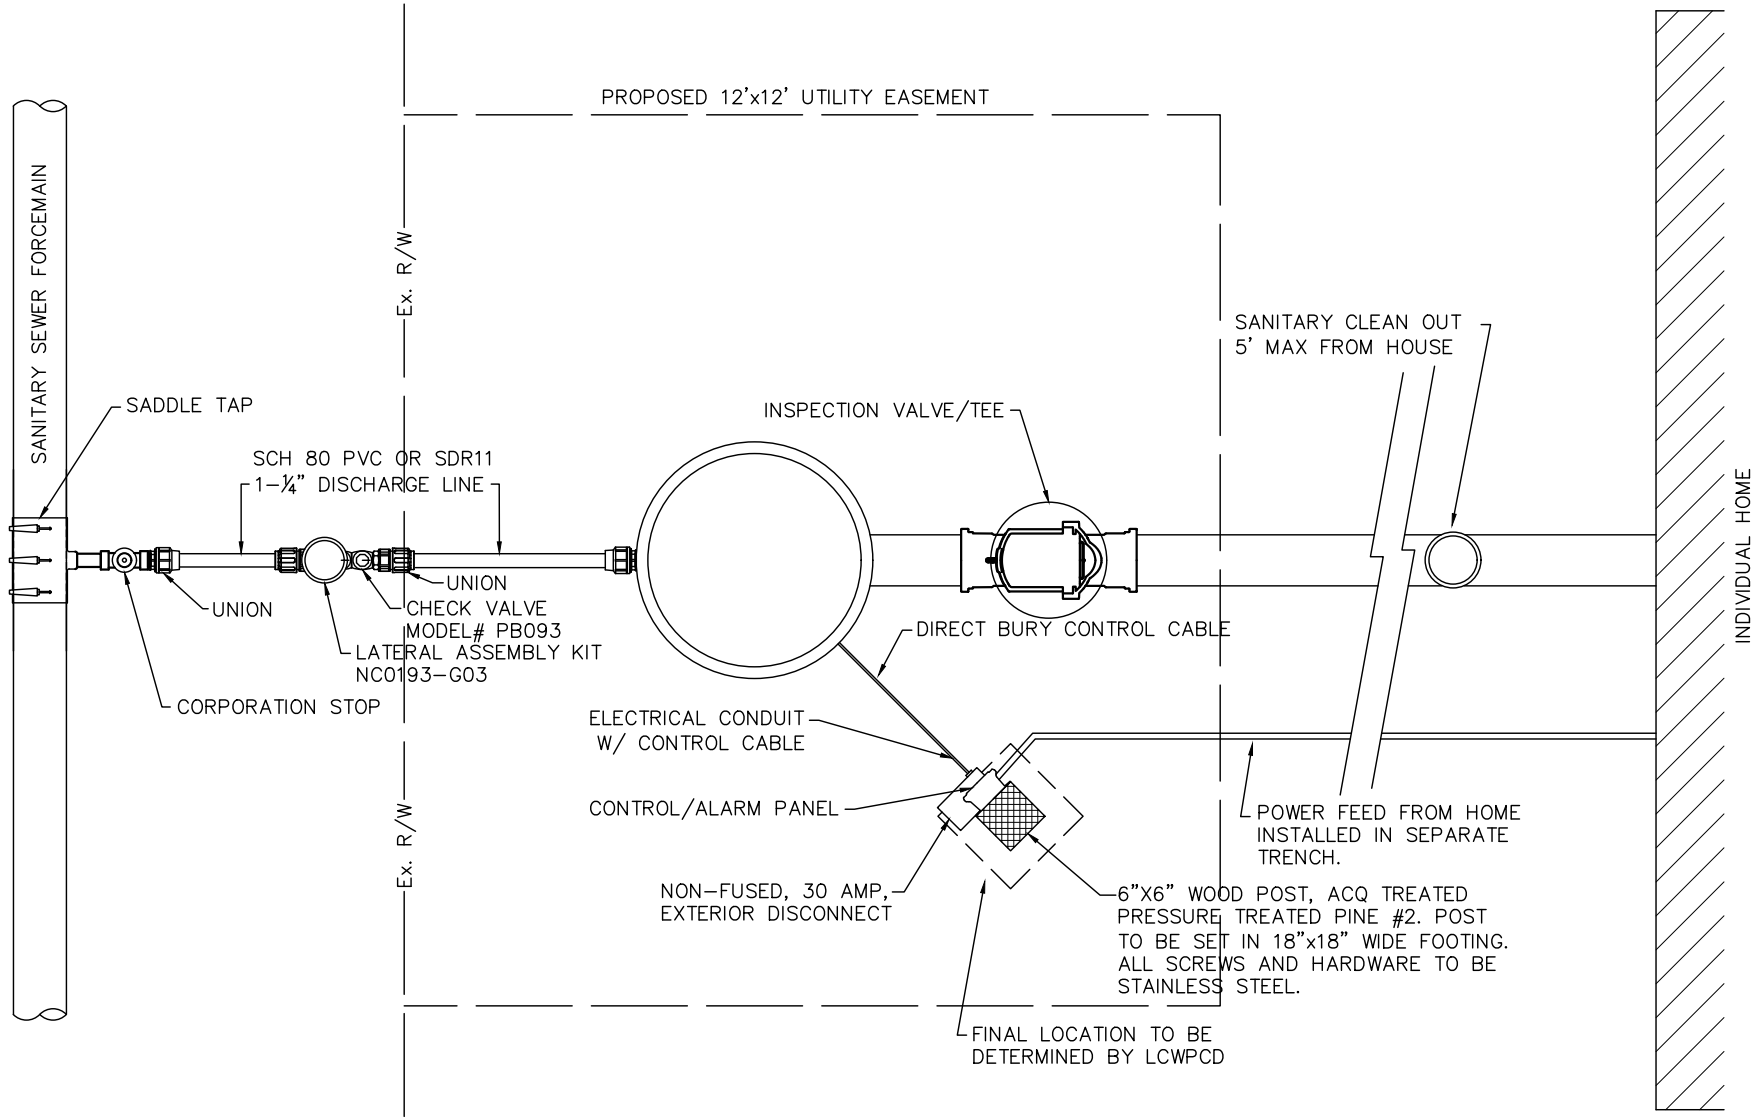 PROPOSED 12'x12' UTILITY EASEMENT
SANITARY SEWER FORCEMAIN
Ex. R/W
SANITARY CLEAN OUT
5' MAX FROM HOUSE
SADDLE TAP
INSPECTION VALVE/TEE
SCH 80 PVC OR SDR11
1-1/4" DISCHARGE LINE
INDIVIDUAL HOME
UNION
UNION
CHECK VALVE
MODEL# PB093
LATERAL ASSEMBLY KIT
NC0193-G03
DIRECT BURY CONTROL CABLE
CORPORATION STOP
ELECTRICAL CONDUIT
W/ CONTROL CABLE
CONTROL/ALARM PANEL
Ex. R/W
POWER FEED FROM HOME
INSTALLED IN SEPARATE
TRENCH.
NON-FUSED, 30 AMP,
EXTERIOR DISCONNECT
6"X6" WOOD POST, ACQ TREATED
PRESSURE TREATED PINE #2. POST
TO BE SET IN 18"x18" WIDE FOOTING.
ALL SCREWS AND HARDWARE TO BE
STAINLESS STEEL.
FINAL LOCATION TO BE
DETERMINED BY LCWPCD